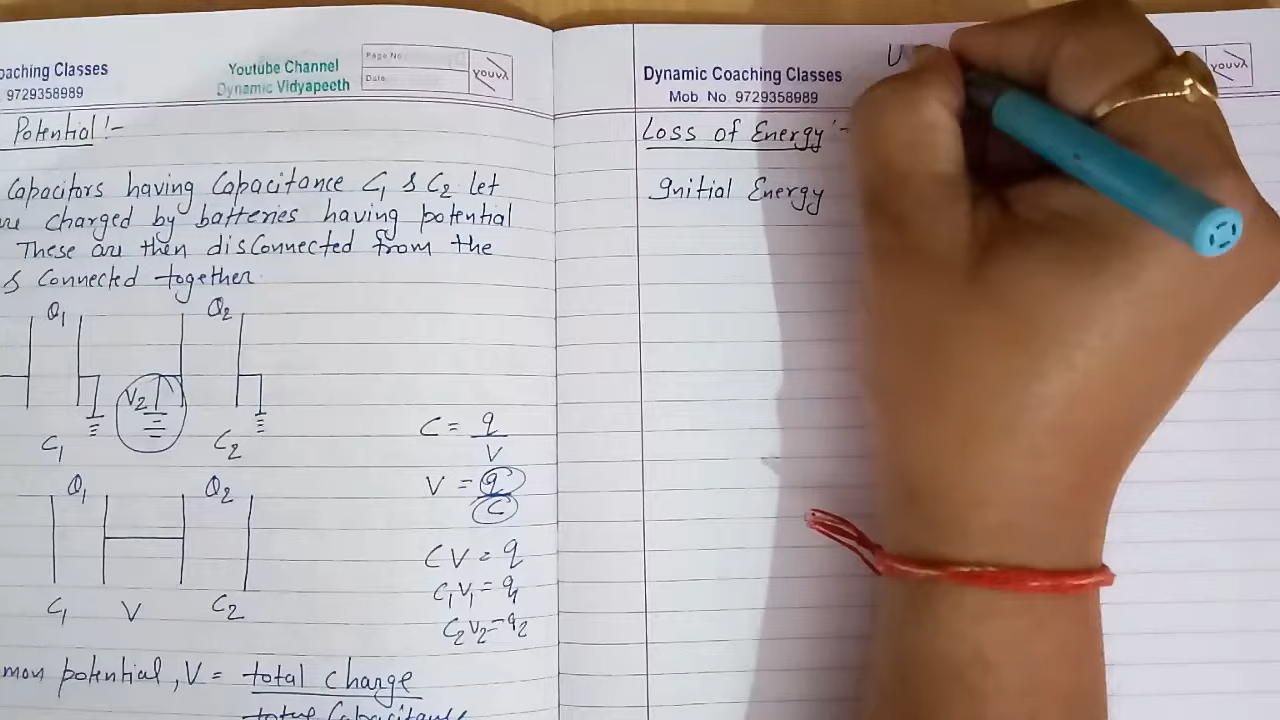 oaching Classes
9729358989
Youtube Channel
Dynamic Vidyapeeth
Page No
Date
youva
Potential !-
Capacitors having Capacitance C1 & C2 let
are charged by batteries having potential
These are then disconnected from the
& Connected together.
Q1 Q2
V2
C1 C2
Q1 Q2
C1 V C2
C = q/V
V = q/C
CV = q
C1V1 = q1
C2V2 = q2
mon potential, V = total charge
total Capacitance
Dynamic Coaching Classes
Mob No 9729358989
youva
U
Loss of Energy :-
Initial Energy